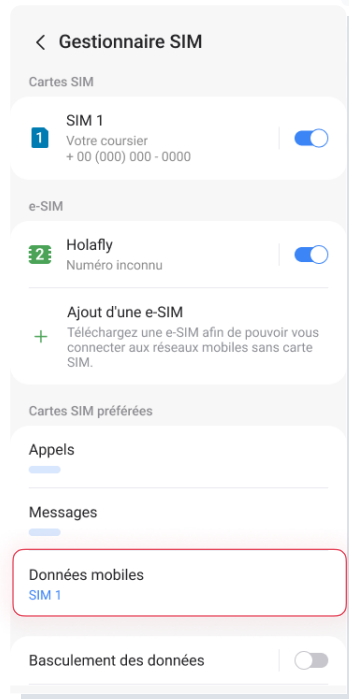 Gestionnaire SIM
Cartes SIM
1
SIM 1
Votre coursier
+ 00 (000) 000 - 0000
e-SIM
2
Holafly
Numéro inconnu
Ajout d'une e-SIM
Téléchargez une e-SIM afin de pouvoir vous
connecter aux réseaux mobiles sans carte
SIM.
Cartes SIM préférées
Appels
Messages
Données mobiles
SIM 1
Basculement des données